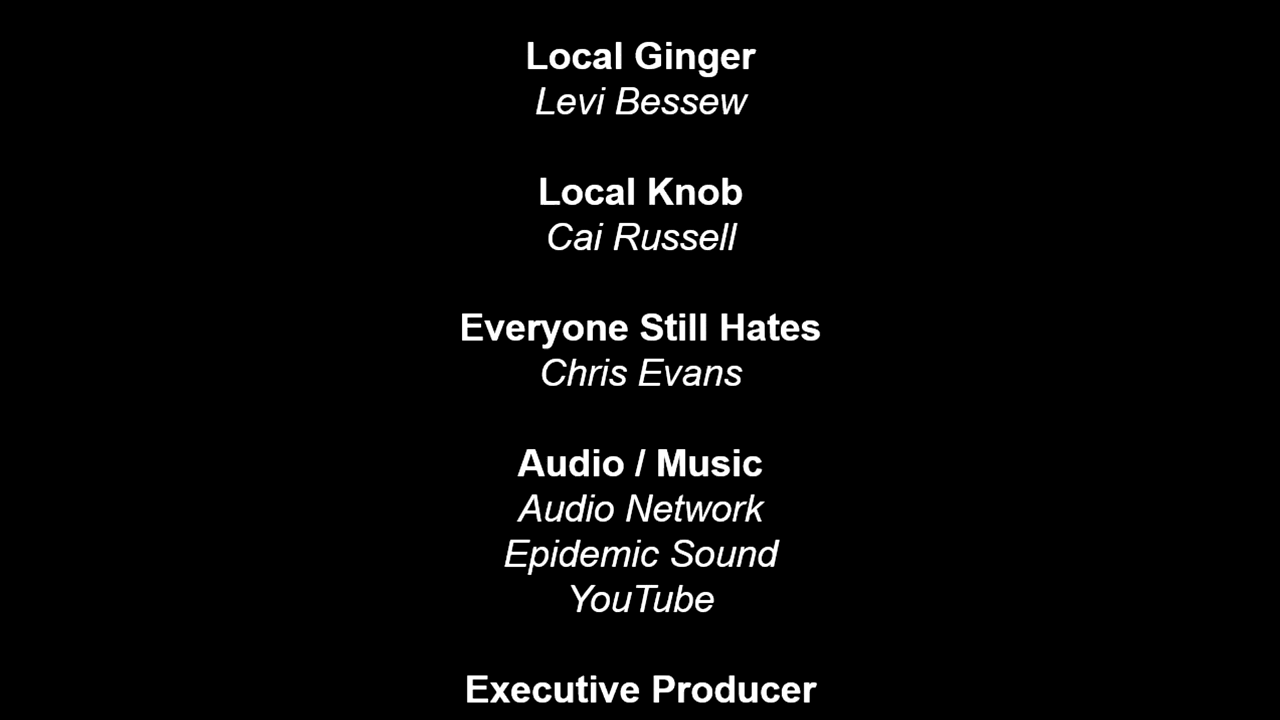 Local Ginger
Levi Bessew
Local Knob
Cai Russell
Everyone Still Hates
Chris Evans
Audio / Music
Audio Network
Epidemic Sound
YouTube
Executive Producer